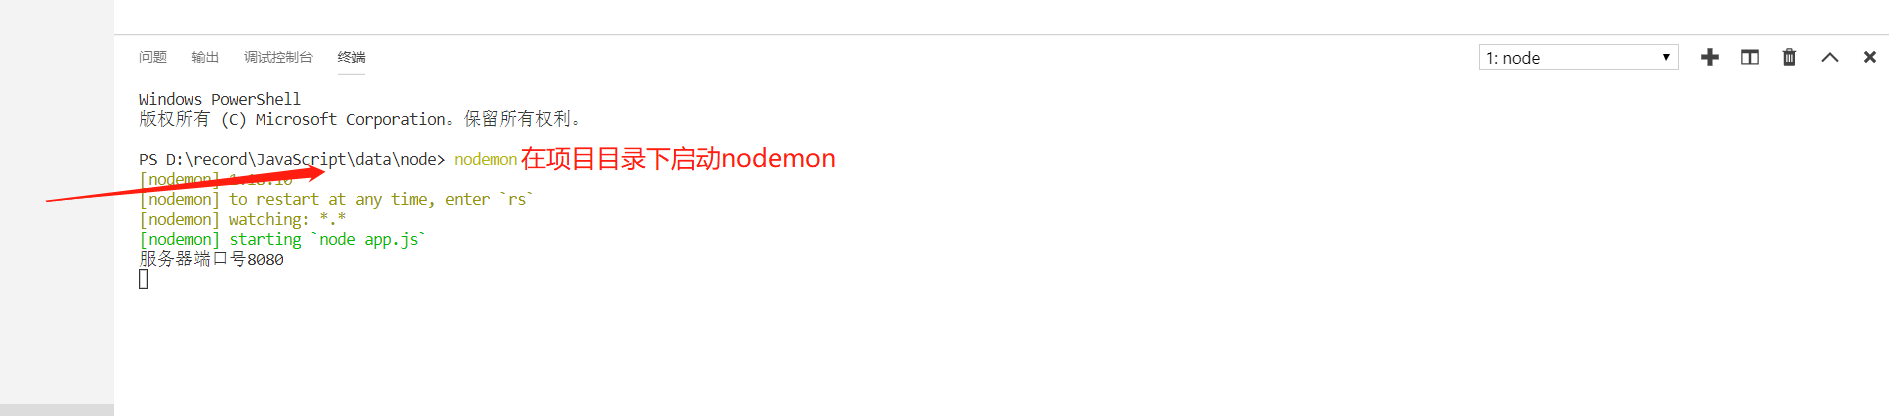 问题 输出 调试控制台 终端 1: node
Windows PowerShell
版权所有 (C) Microsoft Corporation。保留所有权利。
PS D:\record\JavaScript\data\node> nodemon 在项目目录下启动nodemon
[nodemon] 1.18.10
[nodemon] to restart at any time, enter `rs`
[nodemon] watching: *.*
[nodemon] starting `node app.js`
服务器端口号8080